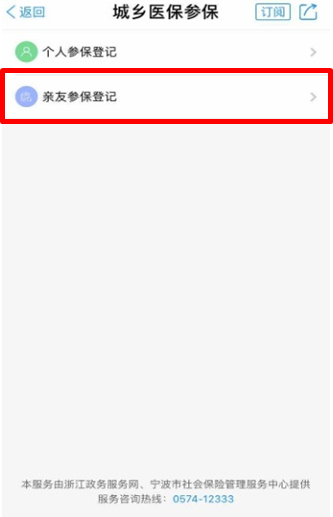 返回 城乡医保参保 订阅
个人参保登记
亲友参保登记
本服务由浙江政务服务网、宁波市社会保险管理服务中心提供
服务咨询热线：0574-12333